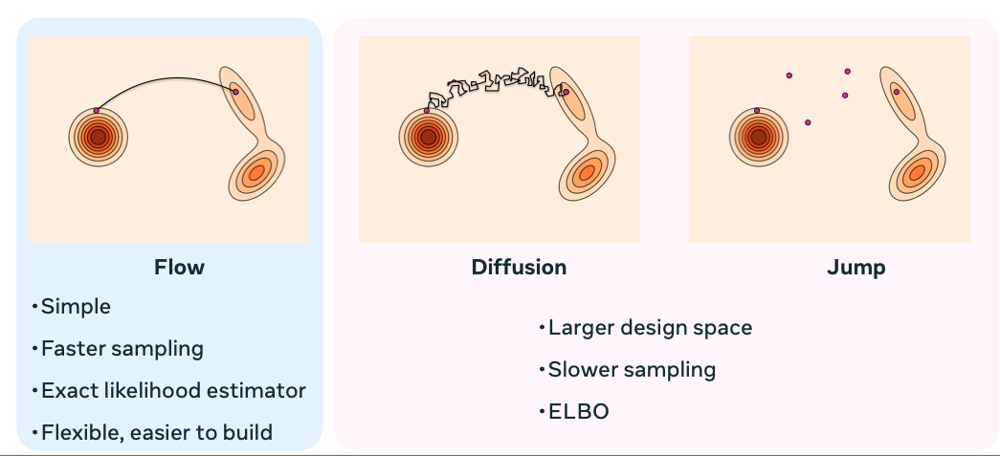 Flow
•Simple
•Faster sampling
•Exact likelihood estimator
•Flexible, easier to build
Diffusion
Jump
•Larger design space
•Slower sampling
•ELBO